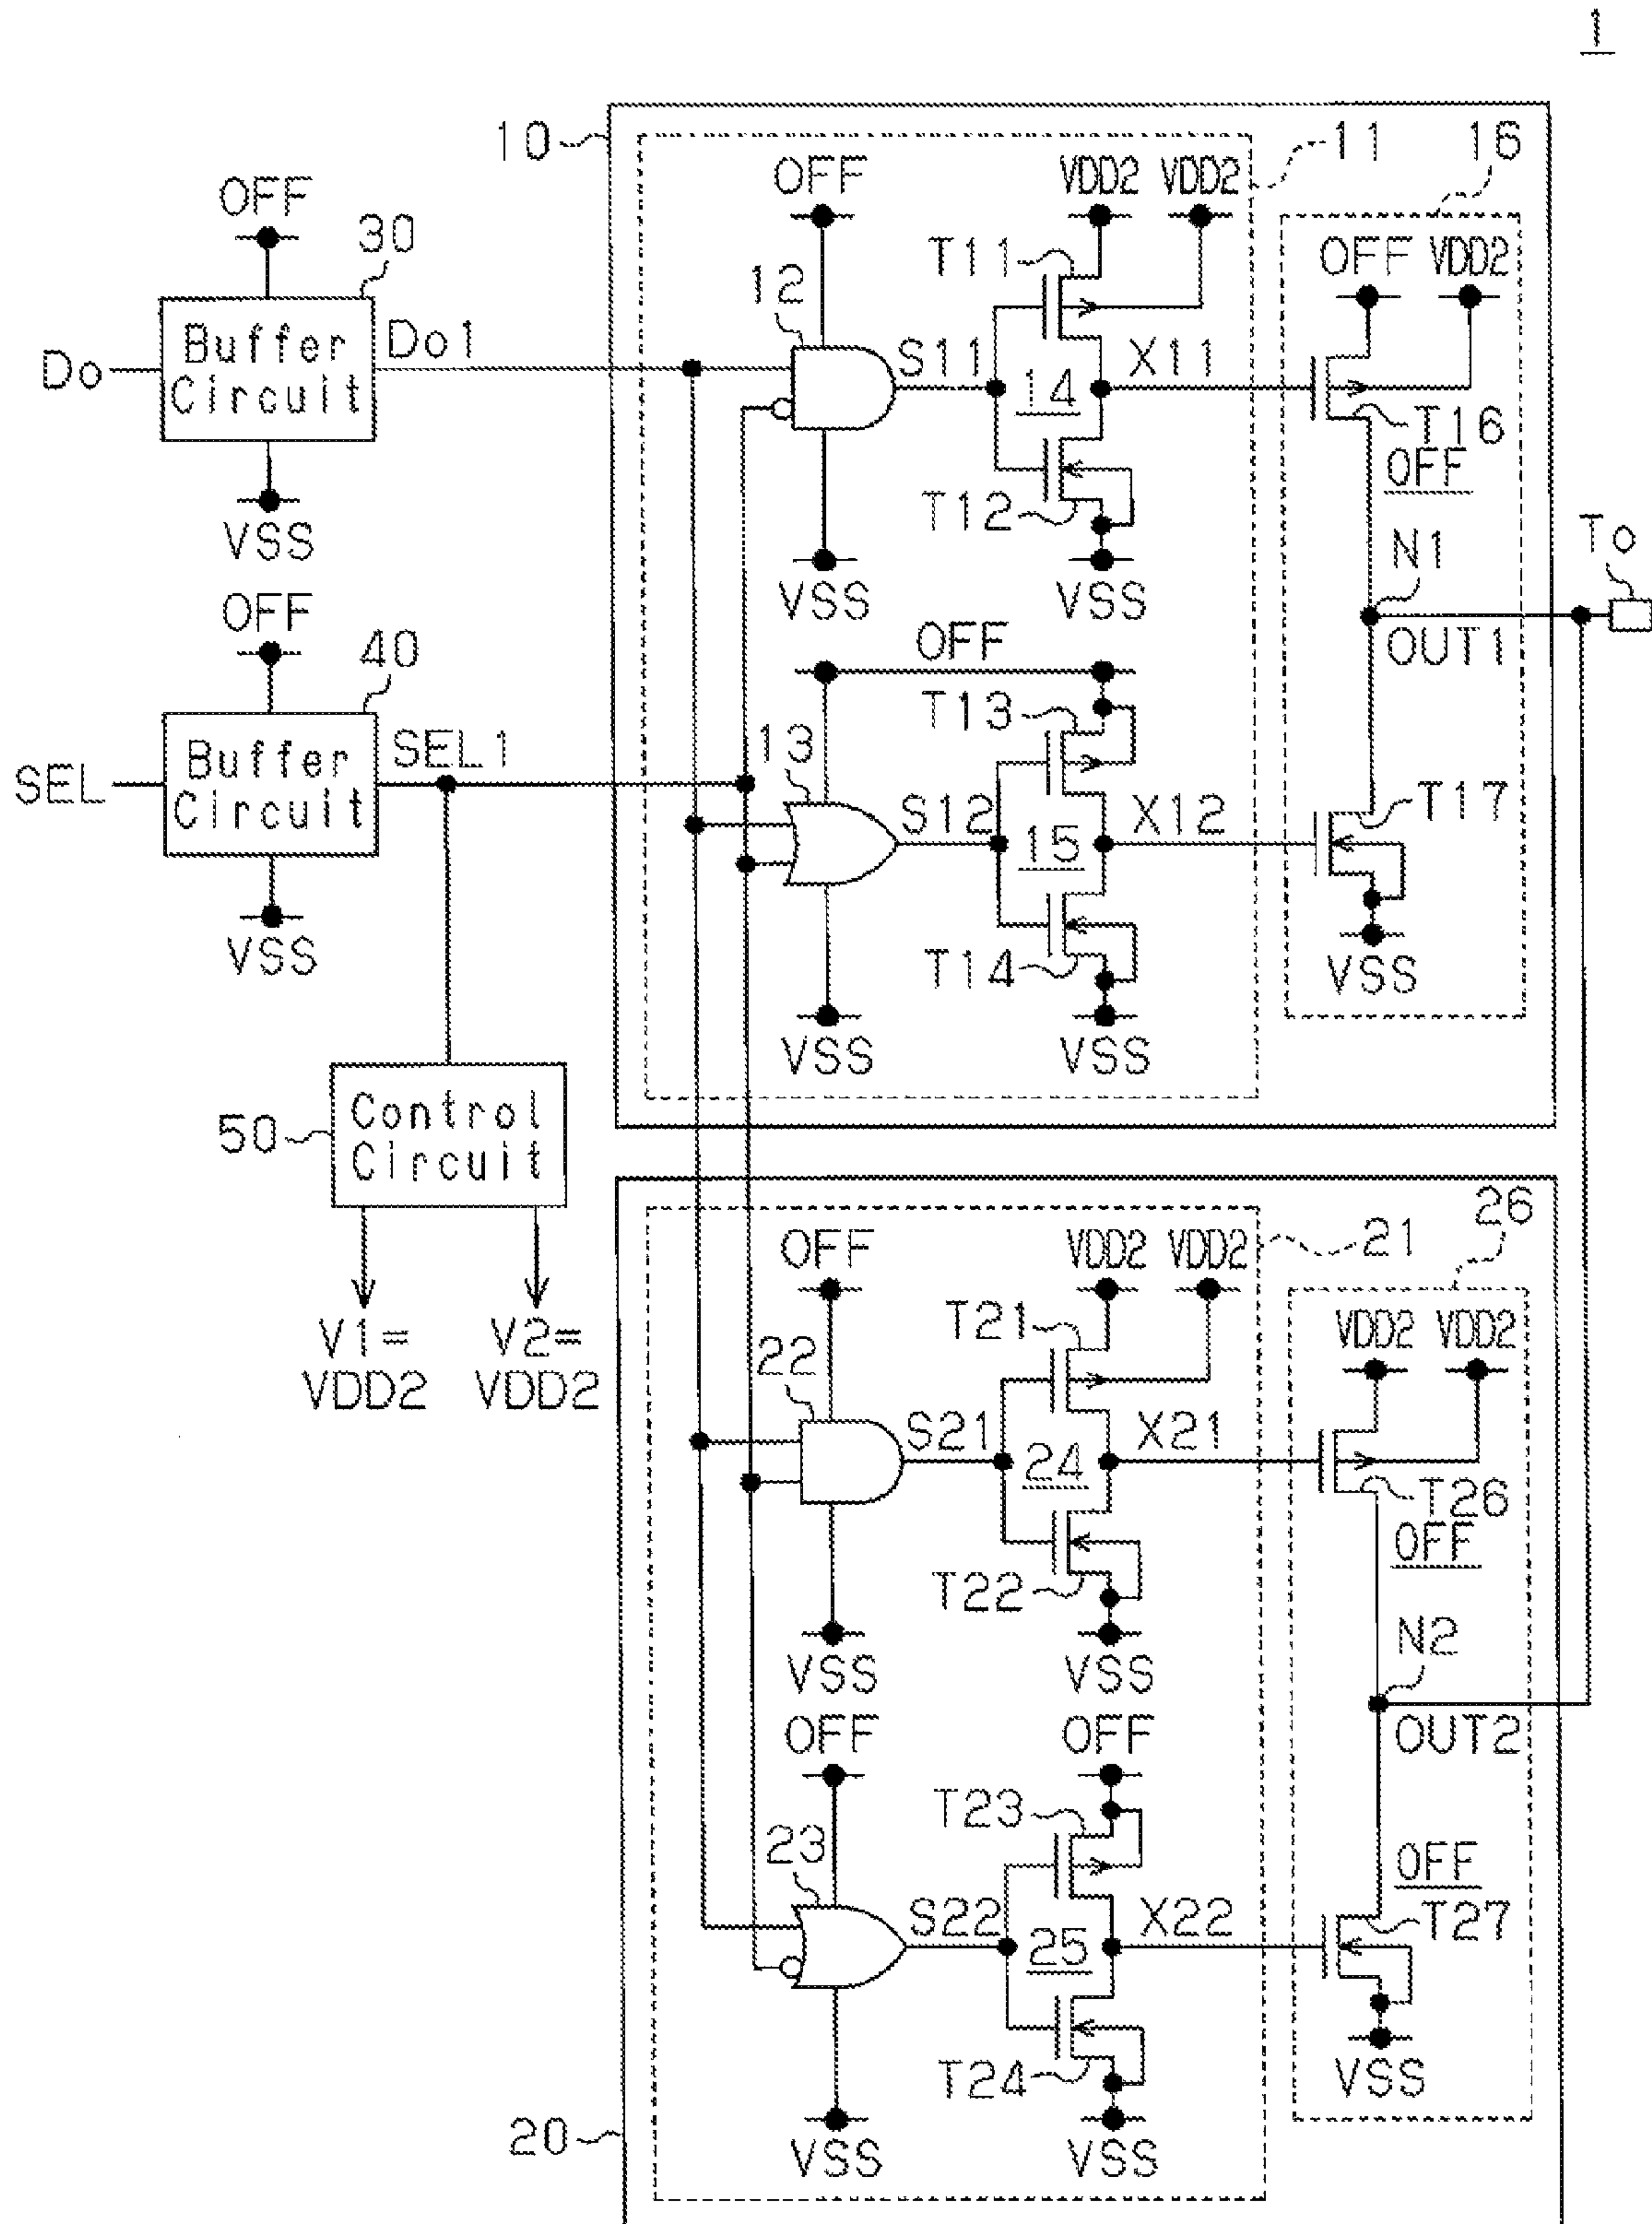 1
10
11
16
OFF
VDD2 VDD2
OFF
30
T11
OFF VDD2
12
Buffer
Circuit
Do
Do1
S11
14
X11
T16
OFF
T12
VSS
VSS
VSS
N1
To
OFF
OFF
OUT1
40
T13
13
Buffer
Circuit
SEL
SEL1
S12
15
X12
T17
T14
VSS
VSS
VSS
VSS
50
Control
Circuit
V1=
VDD2
V2=
VDD2
20
21
26
OFF
VDD2 VDD2
T21
VDD2 VDD2
22
S21
24
X21
T26
OFF
T22
VSS
VSS
N2
OFF
OFF
OUT2
T23
23
OFF
S22
25
X22
T27
T24
VSS
VSS
VSS